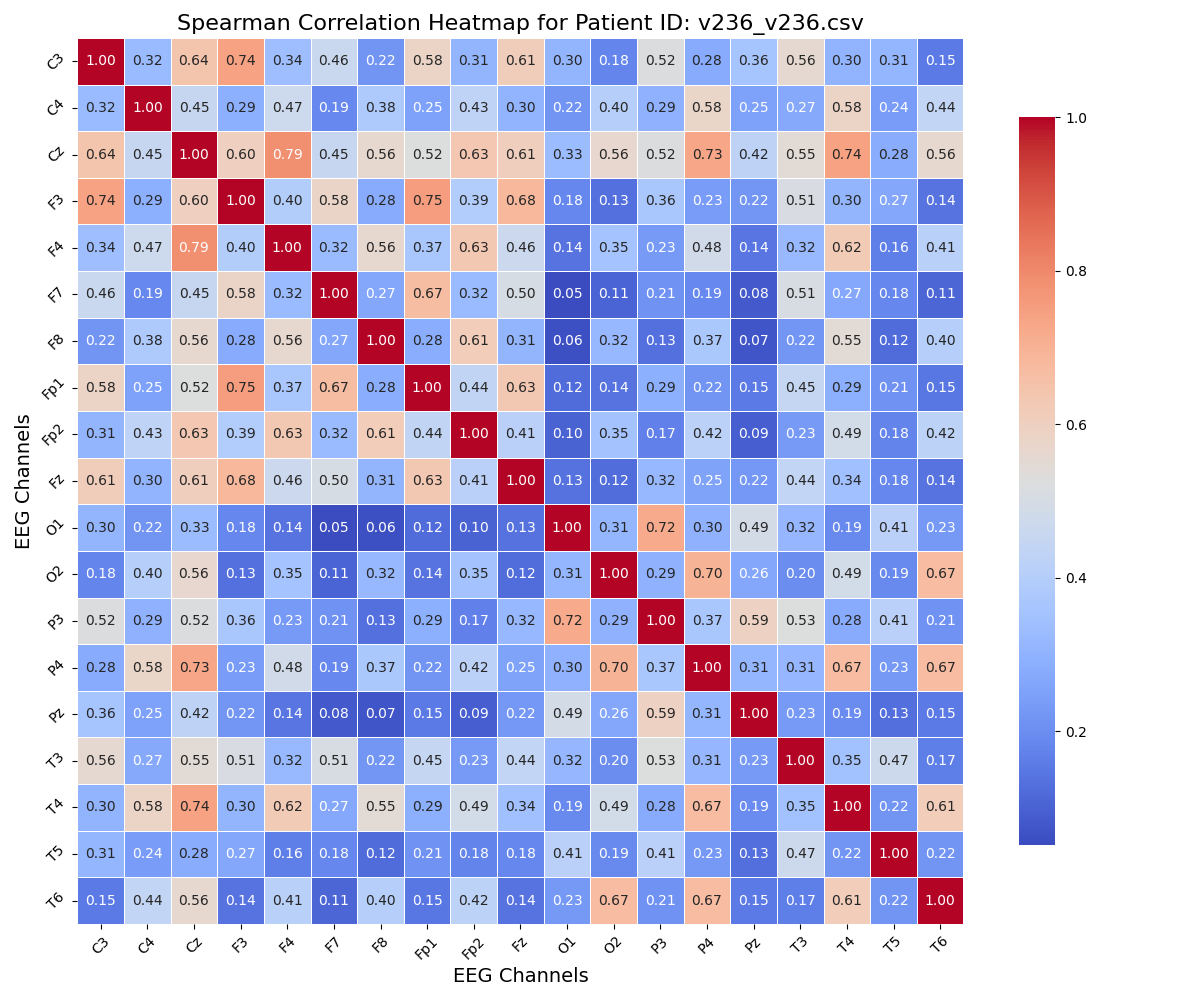 Spearman Correlation Heatmap for Patient ID: v236_v236.csv
C3 1.00 0.32 0.64 0.74 0.34 0.46 0.22 0.58 0.31 0.61 0.30 0.18 0.52 0.28 0.36 0.56 0.30 0.31 0.15
C4 0.32 1.00 0.45 0.29 0.47 0.19 0.38 0.25 0.43 0.30 0.22 0.40 0.29 0.58 0.25 0.27 0.58 0.24 0.44
Cz 0.64 0.45 1.00 0.60 0.79 0.45 0.56 0.52 0.63 0.61 0.33 0.56 0.52 0.73 0.42 0.55 0.74 0.28 0.56
F3 0.74 0.29 0.60 1.00 0.40 0.58 0.28 0.75 0.39 0.68 0.18 0.13 0.36 0.23 0.22 0.51 0.30 0.27 0.14
F4 0.34 0.47 0.79 0.40 1.00 0.32 0.56 0.37 0.63 0.46 0.14 0.35 0.23 0.48 0.14 0.32 0.62 0.16 0.41
F7 0.46 0.19 0.45 0.58 0.32 1.00 0.27 0.67 0.32 0.50 0.05 0.11 0.21 0.19 0.08 0.51 0.27 0.18 0.11
F8 0.22 0.38 0.56 0.28 0.56 0.27 1.00 0.28 0.61 0.31 0.06 0.32 0.13 0.37 0.07 0.22 0.55 0.12 0.40
Fp1 0.58 0.25 0.52 0.75 0.37 0.67 0.28 1.00 0.44 0.63 0.12 0.14 0.29 0.22 0.15 0.45 0.29 0.21 0.15
Fp2 0.31 0.43 0.63 0.39 0.63 0.32 0.61 0.44 1.00 0.41 0.10 0.35 0.17 0.42 0.09 0.23 0.49 0.18 0.42
Fz 0.61 0.30 0.61 0.68 0.46 0.50 0.31 0.63 0.41 1.00 0.13 0.12 0.32 0.25 0.22 0.44 0.34 0.18 0.14
O1 0.30 0.22 0.33 0.18 0.14 0.05 0.06 0.12 0.10 0.13 1.00 0.31 0.72 0.30 0.49 0.32 0.19 0.41 0.23
O2 0.18 0.40 0.56 0.13 0.35 0.11 0.32 0.14 0.35 0.12 0.31 1.00 0.29 0.70 0.26 0.20 0.49 0.19 0.67
P3 0.52 0.29 0.52 0.36 0.23 0.21 0.13 0.29 0.17 0.32 0.72 0.29 1.00 0.37 0.59 0.53 0.28 0.41 0.21
P4 0.28 0.58 0.73 0.23 0.48 0.19 0.37 0.22 0.42 0.25 0.30 0.70 0.37 1.00 0.31 0.31 0.67 0.23 0.67
Pz 0.36 0.25 0.42 0.22 0.14 0.08 0.07 0.15 0.09 0.22 0.49 0.26 0.59 0.31 1.00 0.23 0.19 0.13 0.15
T3 0.56 0.27 0.55 0.51 0.32 0.51 0.22 0.45 0.23 0.44 0.32 0.20 0.53 0.31 0.23 1.00 0.35 0.47 0.17
T4 0.30 0.58 0.74 0.30 0.62 0.27 0.55 0.29 0.49 0.34 0.19 0.49 0.28 0.67 0.19 0.35 1.00 0.22 0.61
T5 0.31 0.24 0.28 0.27 0.16 0.18 0.12 0.21 0.18 0.18 0.41 0.19 0.41 0.23 0.13 0.47 0.22 1.00 0.22
T6 0.15 0.44 0.56 0.14 0.41 0.11 0.40 0.15 0.42 0.14 0.23 0.67 0.21 0.67 0.15 0.17 0.61 0.22 1.00
C3 C4 Cz F3 F4 F7 F8 Fp1 Fp2 Fz O1 O2 P3 P4 Pz T3 T4 T5 T6
EEG Channels
EEG Channels
1.0
0.8
0.6
0.4
0.2